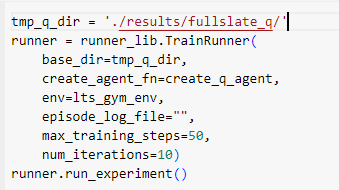 tmp_q_dir = './results/fullslate_q/'
runner = runner_lib.TrainRunner(
    base_dir=tmp_q_dir,
    create_agent_fn=create_q_agent,
    env=lts_gym_env,
    episode_log_file="",
    max_training_steps=50,
    num_iterations=10)
runner.run_experiment()